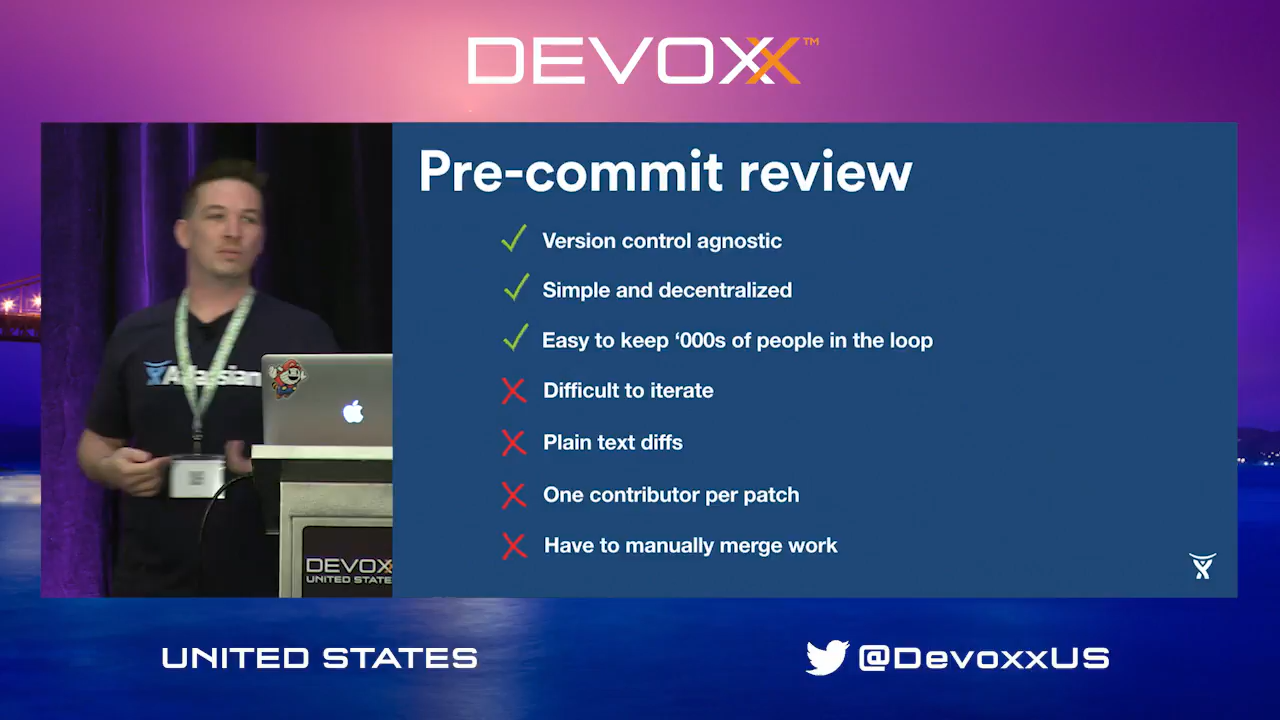 DEVOXX™
Pre-commit review
Version control agnostic
Simple and decentralized
Easy to keep ‘000s of people in the loop
Difficult to iterate
Plain text diffs
One contributor per patch
Have to manually merge work
Atlassian
DEVOXX
UNITED STATES
UNITED STATES
@DevoxxUS